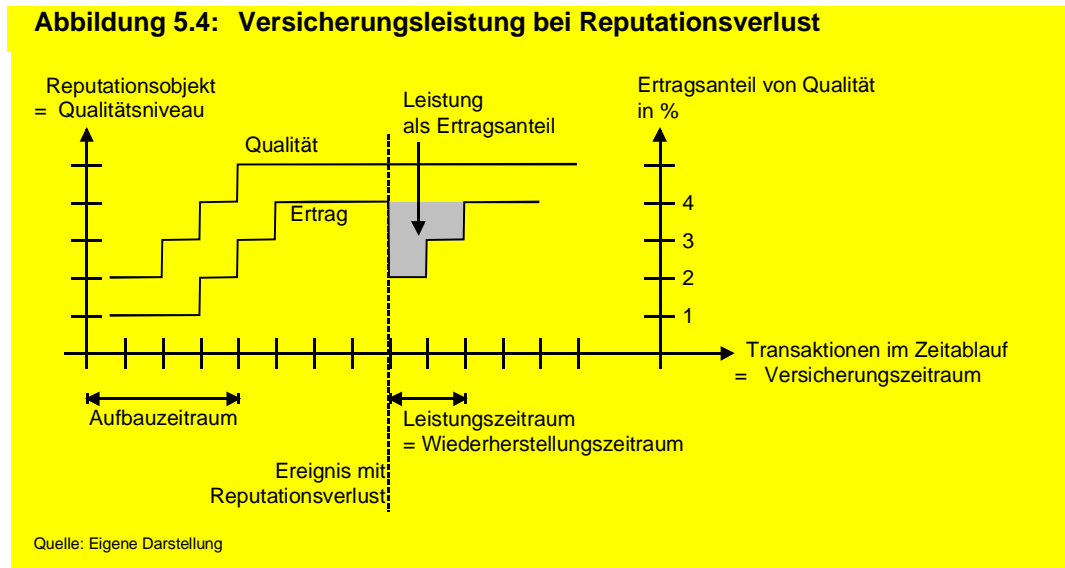 Abbildung 5.4: Versicherungsleistung bei Reputationsverlust
Reputationsobjekt
= Qualitätsniveau
Leistung
als Ertragsanteil
Ertragsanteil von Qualität
in %
Qualität
Ertrag
4
3
2
1
Transaktionen im Zeitablauf
= Versicherungszeitraum
Aufbauzeitraum
Leistungszeitraum
= Wiederherstellungszeitraum
Ereignis mit
Reputationsverlust
Quelle: Eigene Darstellung